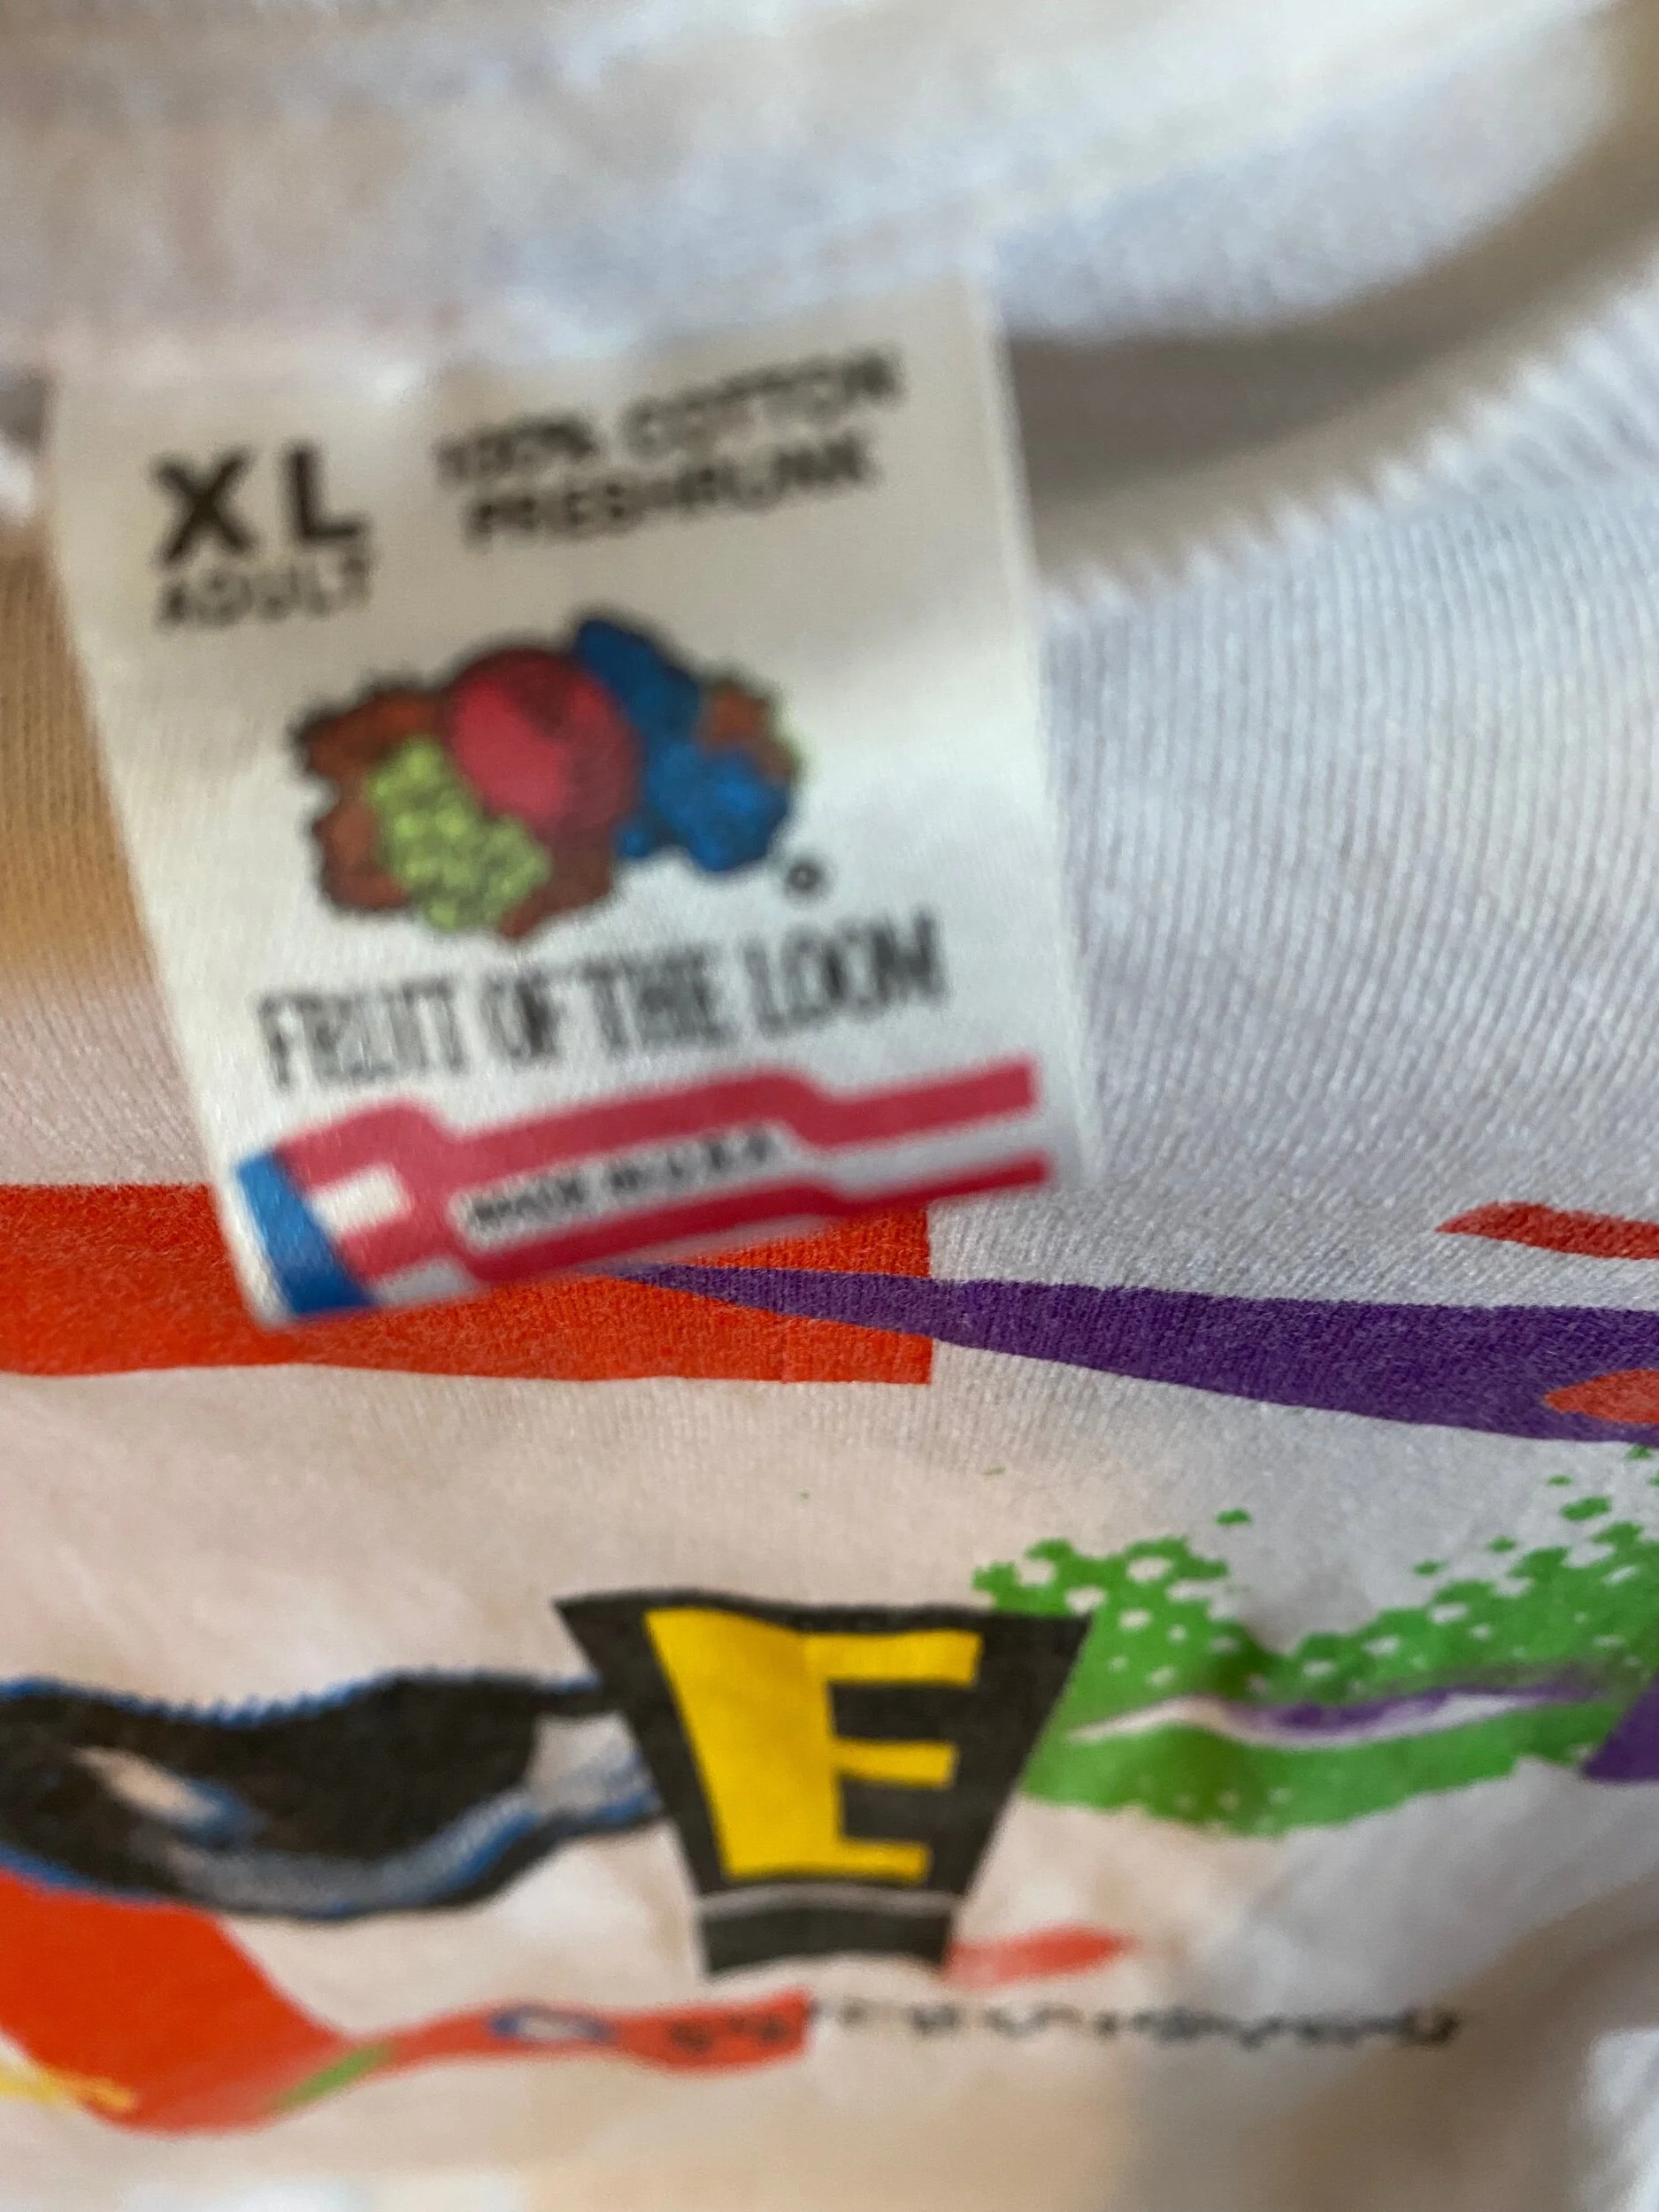 XL
ADULT
100% COTTON
PRESHRUNK
FRUIT OF THE LOOM
MADE IN U.S.A.
E